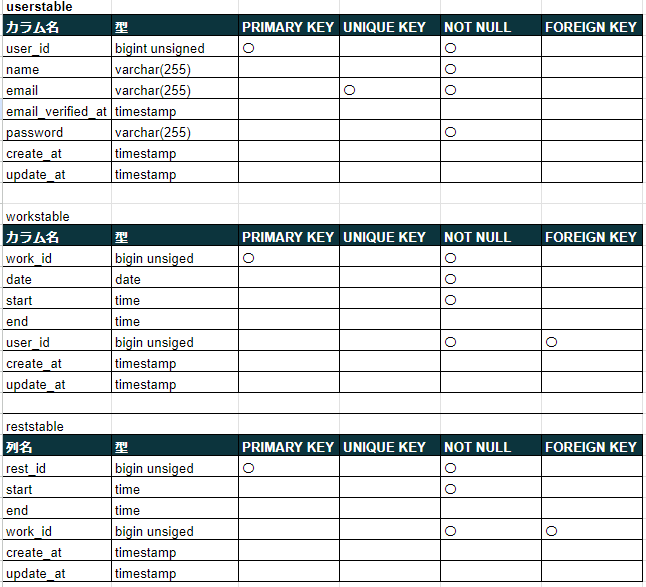 userstable
カラム名 型 PRIMARY KEY UNIQUE KEY NOT NULL FOREIGN KEY
user_id bigint unsigned ○ ○
name varchar(255) ○
email varchar(255) ○ ○
email_verified_at timestamp
password varchar(255) ○
create_at timestamp
update_at timestamp
workstable
カラム名 型 PRIMARY KEY UNIQUE KEY NOT NULL FOREIGN KEY
work_id bigin unsiged ○ ○
date date ○
start time ○
end time
user_id bigin unsiged ○ ○
create_at timestamp
update_at timestamp
reststable
列名 型 PRIMARY KEY UNIQUE KEY NOT NULL FOREIGN KEY
rest_id bigin unsiged ○ ○
start time ○
end time
work_id bigin unsiged ○ ○
create_at timestamp
update_at timestamp